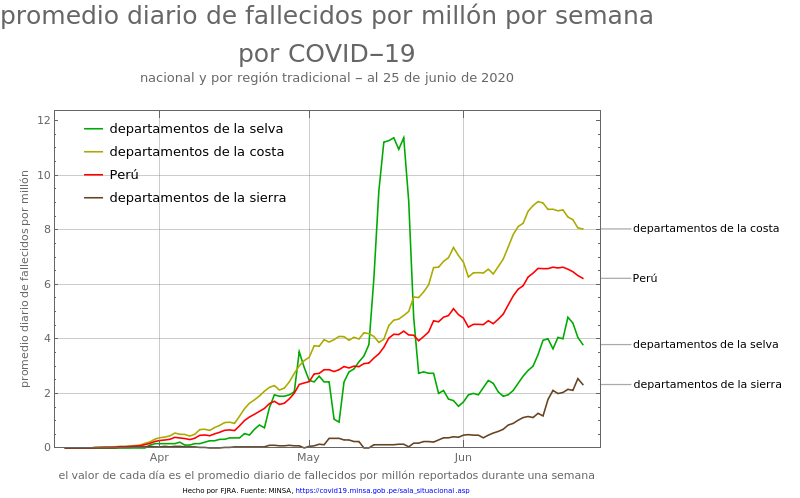 promedio diario de fallecidos por millón por semana
por COVID−19
nacional y por región tradicional − al 25 de junio de 2020
promedio diario de fallecidos por millón
12
10
8
6
4
2
0
departamentos de la selva
departamentos de la costa
Perú
departamentos de la sierra
departamentos de la costa
Perú
departamentos de la selva
departamentos de la sierra
Apr May Jun
el valor de cada día es el promedio diario de fallecidos por millón reportados durante una semana
Hecho por FJRA. Fuente: MINSA, https://covid19.minsa.gob.pe/sala_situacional.asp